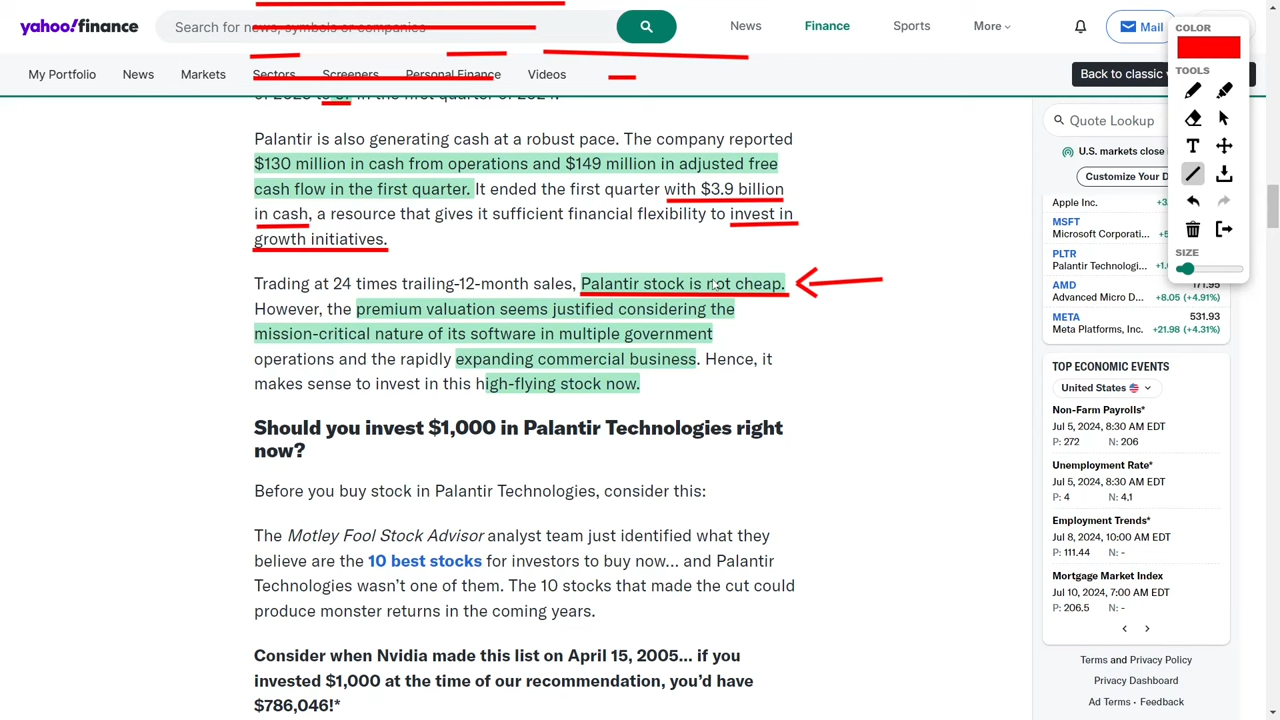 yahoo!finance
Search for news, symbols or companies
News
Finance
Sports
More
Mail
My Portfolio
News
Markets
Sectors
Screeners
Personal Finance
Videos
Back to classic
COLOR
TOOLS
SIZE
in the first quarter of 2024.
Palantir is also generating cash at a robust pace. The company reported
$130 million in cash from operations and $149 million in adjusted free
cash flow in the first quarter. It ended the first quarter with $3.9 billion
in cash, a resource that gives it sufficient financial flexibility to invest in
growth initiatives.
Trading at 24 times trailing-12-month sales, Palantir stock is not cheap.
However, the premium valuation seems justified considering the
mission-critical nature of its software in multiple government
operations and the rapidly expanding commercial business. Hence, it
makes sense to invest in this high-flying stock now.
Should you invest $1,000 in Palantir Technologies right
now?
Before you buy stock in Palantir Technologies, consider this:
The Motley Fool Stock Advisor analyst team just identified what they
believe are the 10 best stocks for investors to buy now… and Palantir
Technologies wasn't one of them. The 10 stocks that made the cut could
produce monster returns in the coming years.
Consider when Nvidia made this list on April 15, 2005... if you
invested $1,000 at the time of our recommendation, you'd have
$786,046!*
Quote Lookup
U.S. markets close
Customize Your D
Apple Inc.
MSFT
Microsoft Corporati...
PLTR
Palantir Technologi...
AMD 171.95
Advanced Micro D... +8.05 (+4.91%)
META 531.93
Meta Platforms, Inc. +21.98 (+4.31%)
TOP ECONOMIC EVENTS
United States
Non-Farm Payrolls*
Jul 5, 2024, 8:30 AM EDT
P: 272 N: 206
Unemployment Rate*
Jul 5, 2024, 8:30 AM EDT
P: 4 N: 4.1
Employment Trends*
Jul 8, 2024, 10:00 AM EDT
P: 111.44 N: -
Mortgage Market Index
Jul 10, 2024, 7:00 AM EDT
P: 206.5 N: -
Terms and Privacy Policy
Privacy Dashboard
Ad Terms • Feedback